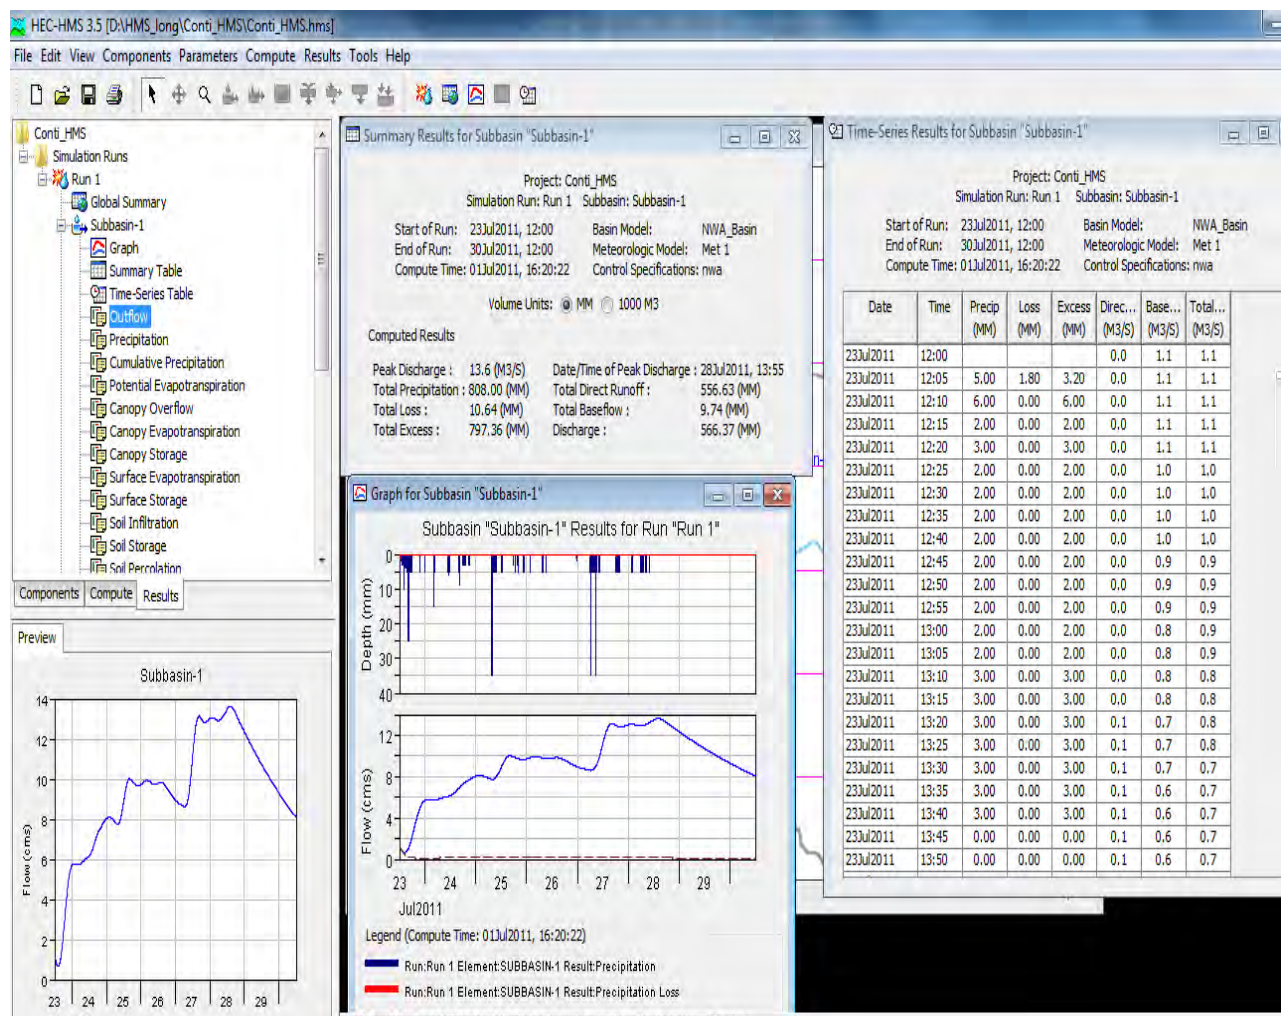 HEC-HMS 3.5 [D:\HMS_long\Conti_HMS\Conti_HMS.hms]
File Edit View Components Parameters Compute Results Tools Help
Conti_HMS
Simulation Runs
Run 1
Global Summary
Subbasin-1
Graph
Summary Table
Time-Series Table
Outflow
Precipitation
Cumulative Precipitation
Potential Evapotranspiration
Canopy Overflow
Canopy Evapotranspiration
Canopy Storage
Surface Evapotranspiration
Surface Storage
Soil Infiltration
Soil Storage
Soil Percolation
Components Compute Results
Preview
Subbasin-1
14
12
10
8
6
4
2
0
Flow (cms)
23 24 25 26 27 28 29
Summary Results for Subbasin "Subbasin-1"
Project: Conti_HMS
Simulation Run: Run 1 Subbasin: Subbasin-1
Start of Run: 23Jul2011, 12:00 Basin Model: NWA_Basin
End of Run: 30Jul2011, 12:00 Meteorologic Model: Met 1
Compute Time: 01Jul2011, 16:20:22 Control Specifications: nwa
Volume Units: MM 1000 M3
Computed Results
Peak Discharge : 13.6 (M3/S) Date/Time of Peak Discharge : 28Jul2011, 13:55
Total Precipitation : 808.00 (MM) Total Direct Runoff : 556.63 (MM)
Total Loss : 10.64 (MM) Total Baseflow : 9.74 (MM)
Total Excess : 797.36 (MM) Discharge : 566.37 (MM)
Graph for Subbasin "Subbasin-1"
Subbasin "Subbasin-1" Results for Run "Run 1"
0
10
20
30
40
Depth (mm)
12
8
4
0
Flow (cms)
23 24 25 26 27 28 29
Jul2011
Legend (Compute Time: 01Jul2011, 16:20:22)
Run:Run 1 Element:SUBBASIN-1 Result:Precipitation
Run:Run 1 Element:SUBBASIN-1 Result:Precipitation Loss
Time-Series Results for Subbasin "Subbasin-1"
Project: Conti_HMS
Simulation Run: Run 1 Subbasin: Subbasin-1
Start of Run: 23Jul2011, 12:00 Basin Model: NWA_Basin
End of Run: 30Jul2011, 12:00 Meteorologic Model: Met 1
Compute Time: 01Jul2011, 16:20:22 Control Specifications: nwa
Date Time Precip Loss Excess Direc... Base... Total...
(MM) (MM) (MM) (M3/S) (M3/S) (M3/S)
23Jul2011 12:00 0.0 1.1 1.1
23Jul2011 12:05 5.00 1.80 3.20 0.0 1.1 1.1
23Jul2011 12:10 6.00 0.00 6.00 0.0 1.1 1.1
23Jul2011 12:15 2.00 0.00 2.00 0.0 1.1 1.1
23Jul2011 12:20 3.00 0.00 3.00 0.0 1.1 1.1
23Jul2011 12:25 2.00 0.00 2.00 0.0 1.0 1.0
23Jul2011 12:30 2.00 0.00 2.00 0.0 1.0 1.0
23Jul2011 12:35 2.00 0.00 2.00 0.0 1.0 1.0
23Jul2011 12:40 2.00 0.00 2.00 0.0 1.0 1.0
23Jul2011 12:45 2.00 0.00 2.00 0.0 0.9 0.9
23Jul2011 12:50 2.00 0.00 2.00 0.0 0.9 0.9
23Jul2011 12:55 2.00 0.00 2.00 0.0 0.9 0.9
23Jul2011 13:00 2.00 0.00 2.00 0.0 0.8 0.9
23Jul2011 13:05 2.00 0.00 2.00 0.0 0.8 0.9
23Jul2011 13:10 3.00 0.00 3.00 0.0 0.8 0.8
23Jul2011 13:15 3.00 0.00 3.00 0.0 0.8 0.8
23Jul2011 13:20 3.00 0.00 3.00 0.1 0.7 0.8
23Jul2011 13:25 3.00 0.00 3.00 0.1 0.7 0.8
23Jul2011 13:30 3.00 0.00 3.00 0.1 0.7 0.7
23Jul2011 13:35 3.00 0.00 3.00 0.1 0.6 0.7
23Jul2011 13:40 3.00 0.00 3.00 0.1 0.6 0.7
23Jul2011 13:45 0.00 0.00 0.00 0.1 0.6 0.7
23Jul2011 13:50 0.00 0.00 0.00 0.1 0.6 0.7